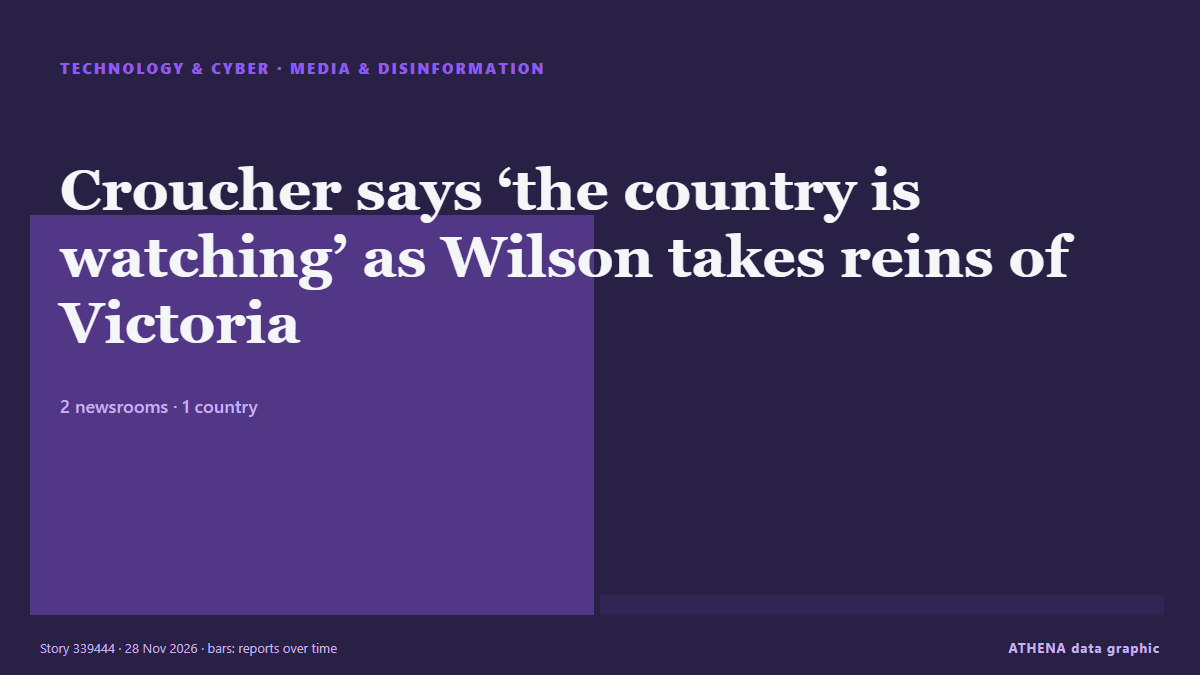 TECHNOLOGY & CYBER · MEDIA & DISINFORMATION
Croucher says ‘the country is
watching’ as Wilson takes reins of
Victoria
2 newsrooms · 1 country
Story 339444 · 28 Nov 2026 · bars: reports over time
ATHENA data graphic